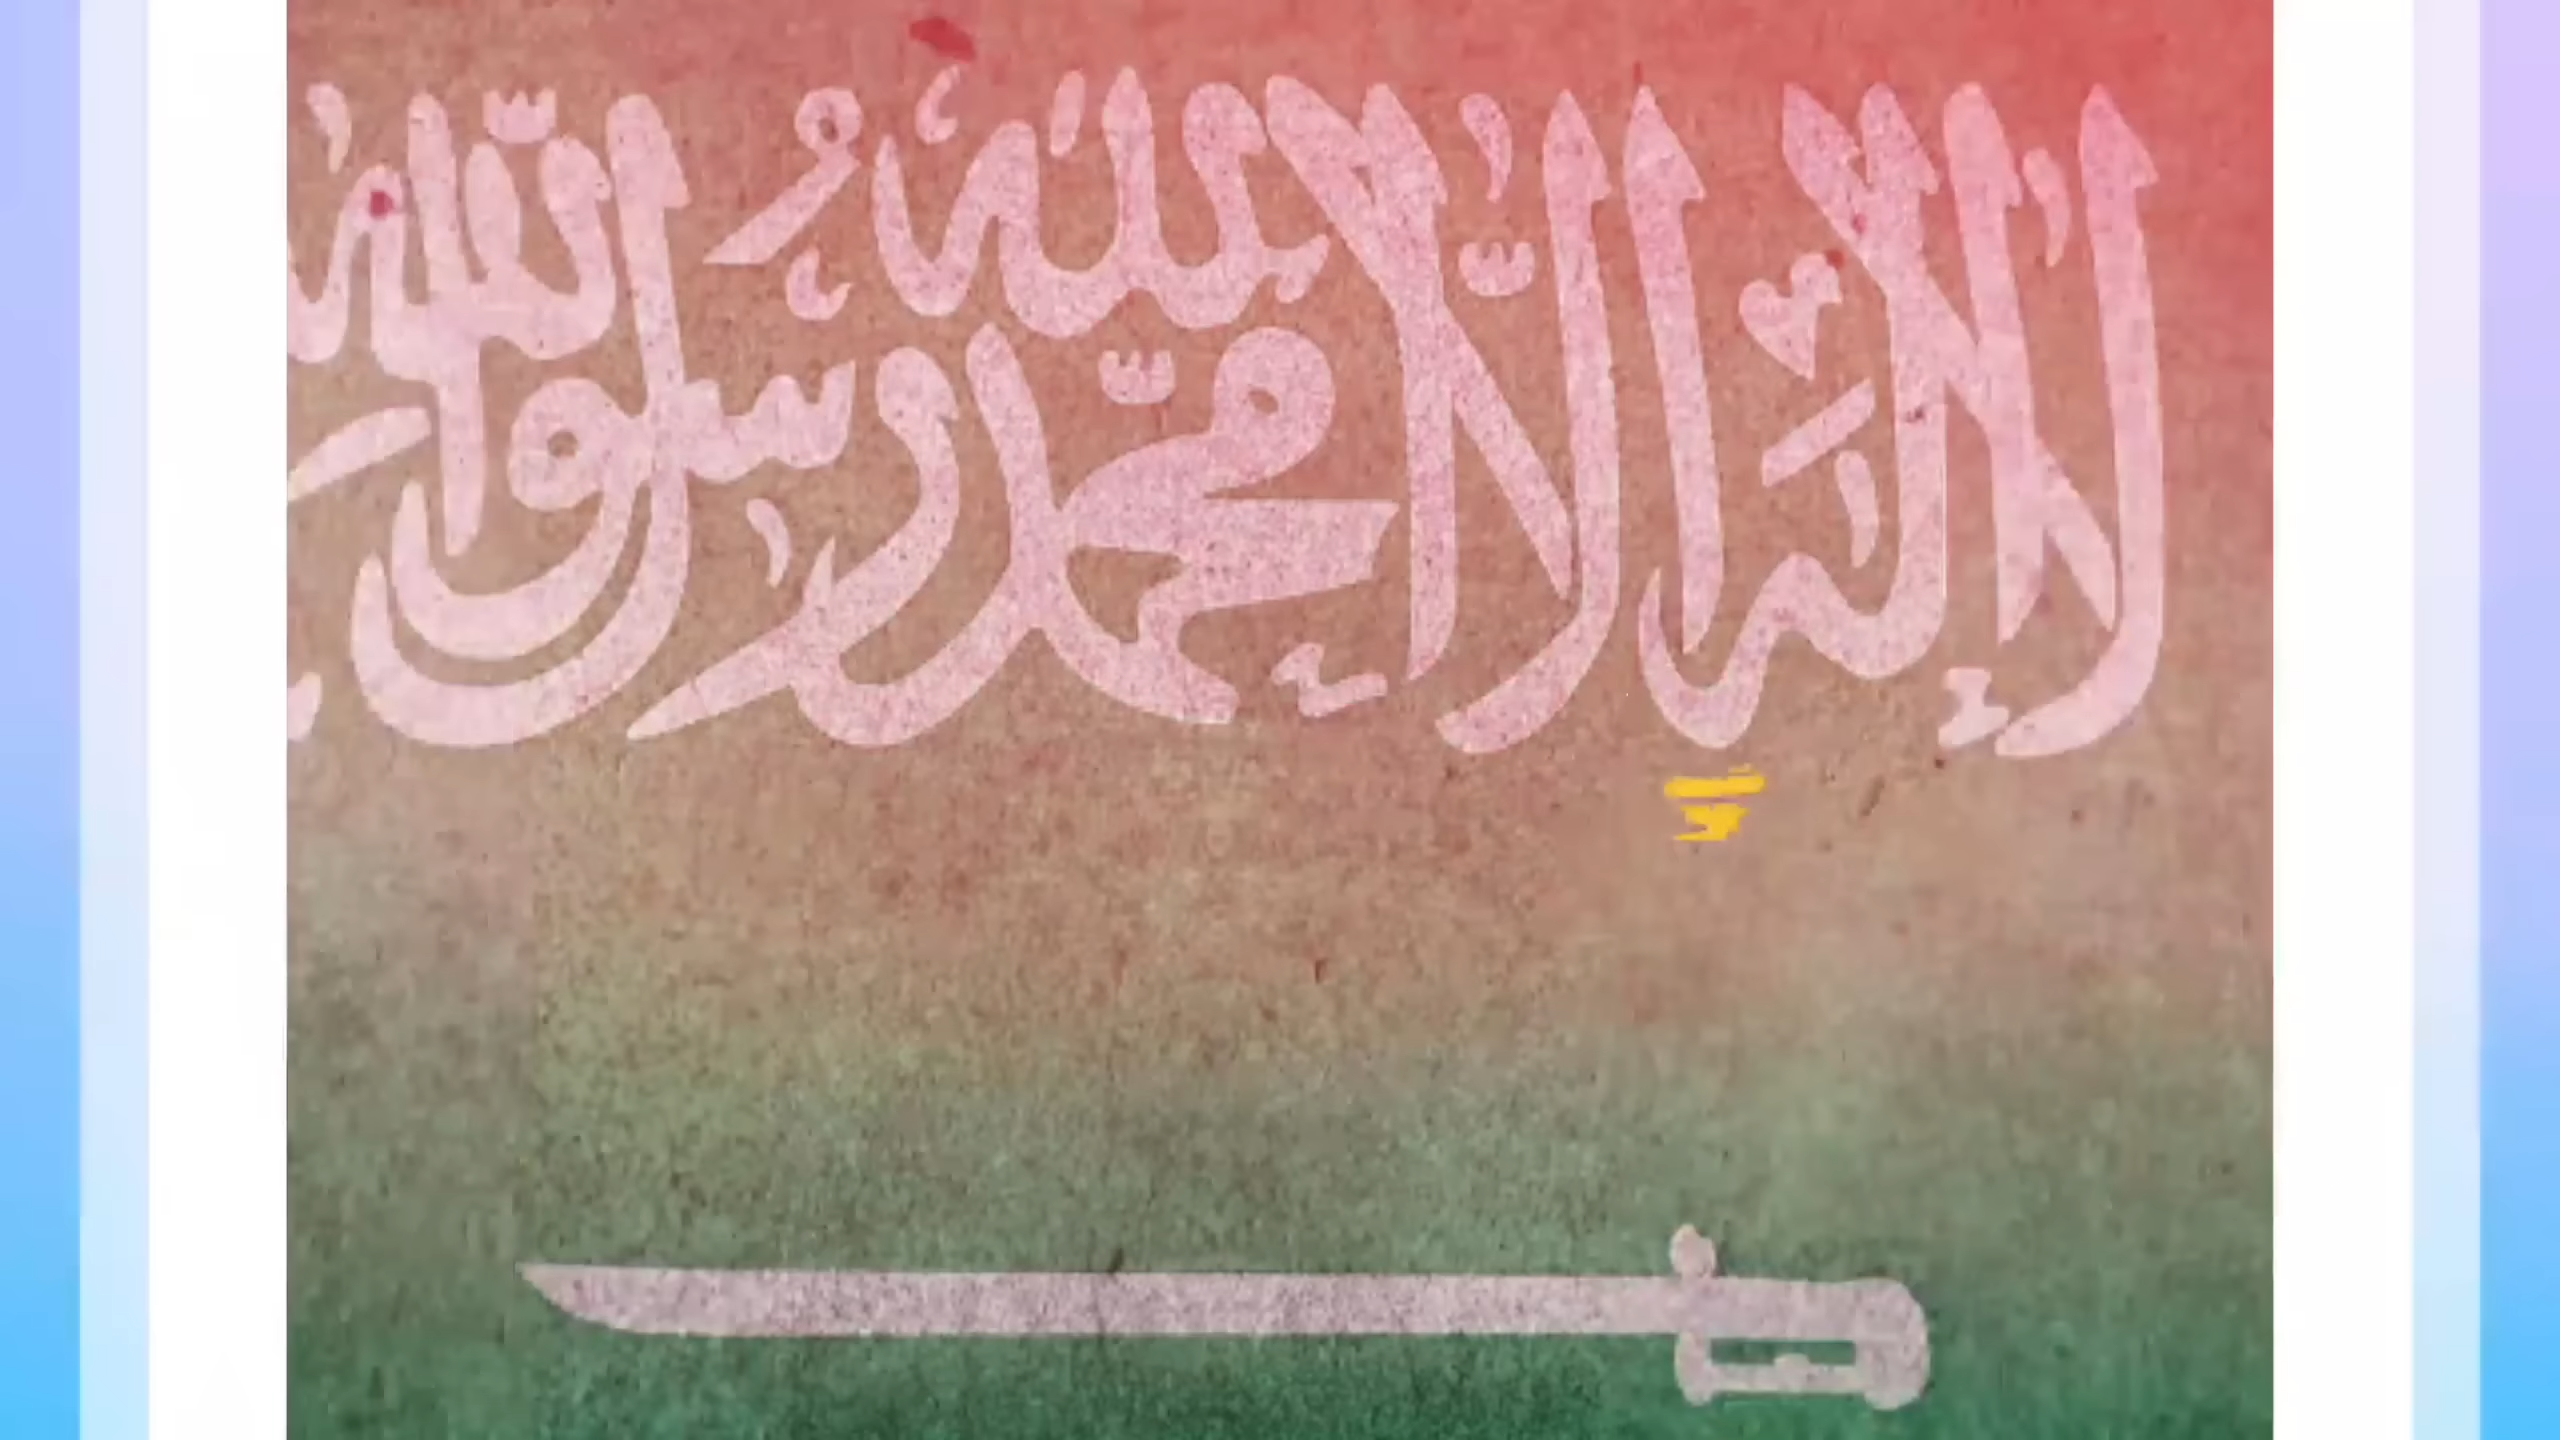 لا إله إلا الله محمد رسول الله